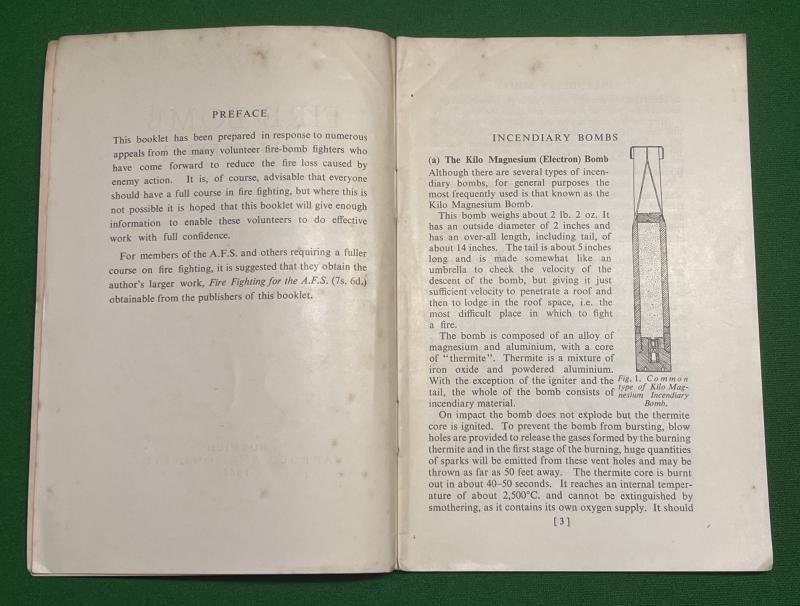 PREFACE
This booklet has been prepared in response to numerous
appeals from the many volunteer fire-bomb fighters who
have come forward to reduce the fire loss caused by
enemy action. It is, of course, advisable that everyone
should have a full course in fire fighting, but where this is
not possible it is hoped that this booklet will give enough
information to enable these volunteers to do effective
work with full confidence.
For members of the A.F.S. and others requiring a fuller
course on fire fighting, it is suggested that they obtain the
author's larger work, Fire Fighting for the A.F.S. (7s. 6d.)
obtainable from the publishers of this booklet.
INCENDIARY BOMBS
(a) The Kilo Magnesium (Electron) Bomb
Although there are several types of incen-
diary bombs, for general purposes the
most frequently used is that known as the
Kilo Magnesium Bomb.
This bomb weighs about 2 lb. 2 oz. It
has an outside diameter of 2 inches and
has an over-all length, including tail, of
about 14 inches. The tail is about 5 inches
long and is made somewhat like an
umbrella to check the velocity of the
descent of the bomb, but giving it just
sufficient velocity to penetrate a roof and
then to lodge in the roof space, i.e. the
most difficult place in which to fight
a fire.
The bomb is composed of an alloy of
magnesium and aluminium, with a core
of "thermite". Thermite is a mixture of
iron oxide and powdered aluminium.
With the exception of the igniter and the
tail, the whole of the bomb consists of
incendiary material.
Fig. 1. Common
type of Kilo Mag-
nesium Incendiary
Bomb.
On impact the bomb does not explode but the thermite
core is ignited. To prevent the bomb from bursting, blow
holes are provided to release the gases formed by the burning
thermite and in the first stage of the burning, huge quantities
of sparks will be emitted from these vent holes and may be
thrown as far as 50 feet away. The thermite core is burnt
out in about 40-50 seconds. It reaches an internal temper-
ature of about 2,500°C. and cannot be extinguished by
smothering, as it contains its own oxygen supply. It should
[3]